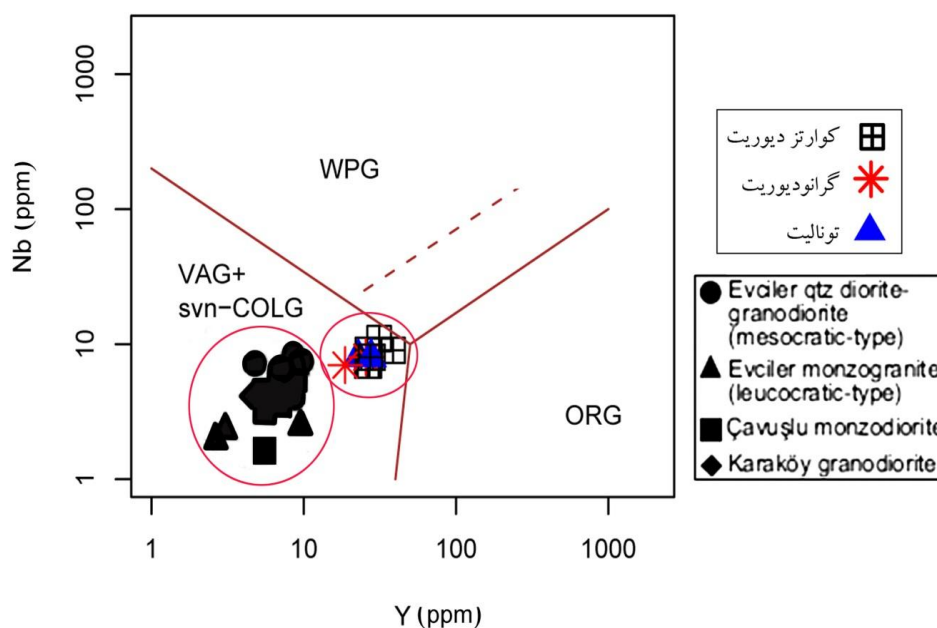 1000
100
10
1
Nb (ppm)
WPG
VAG+
svn-COLG
ORG
1
10
100
1000
Y (ppm)
کوارتز دیوریت
گرانودیوریت
تونالیت
Evciler qtz diorite-
granodiorite
(mesocratic-type)
Evciler monzogranite
(leucocratic-type)
Çavuşlu monzodiorite
Karaköy granodiorite